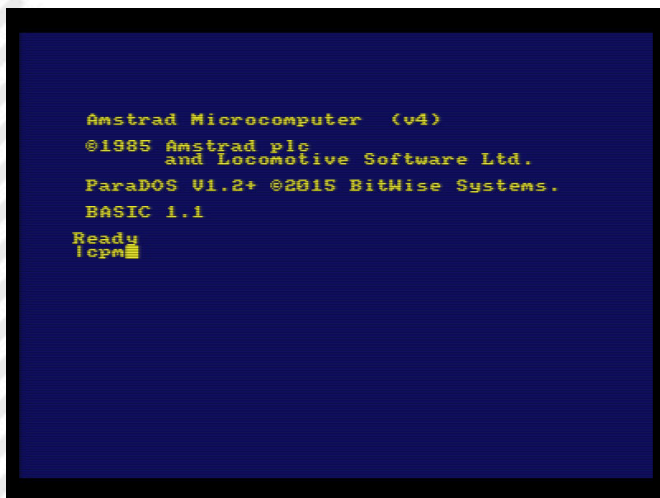 Amstrad Microcomputer (v4)
©1985 Amstrad plc
and Locomotive Software Ltd.
ParaDOS V1.2+ ©2015 BitWise Systems.
BASIC 1.1
Ready
|cpm